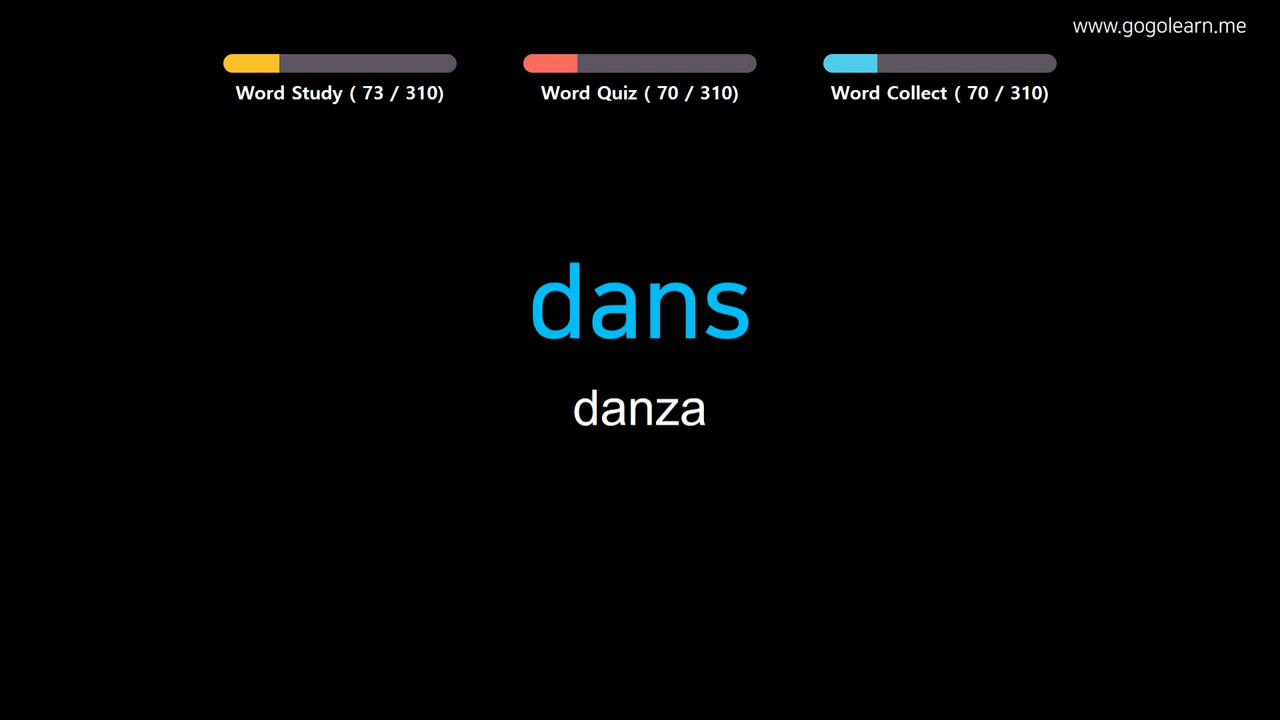 www.gogolearn.me
Word Study ( 73 / 310)
Word Quiz ( 70 / 310)
Word Collect ( 70 / 310)
dans
danza